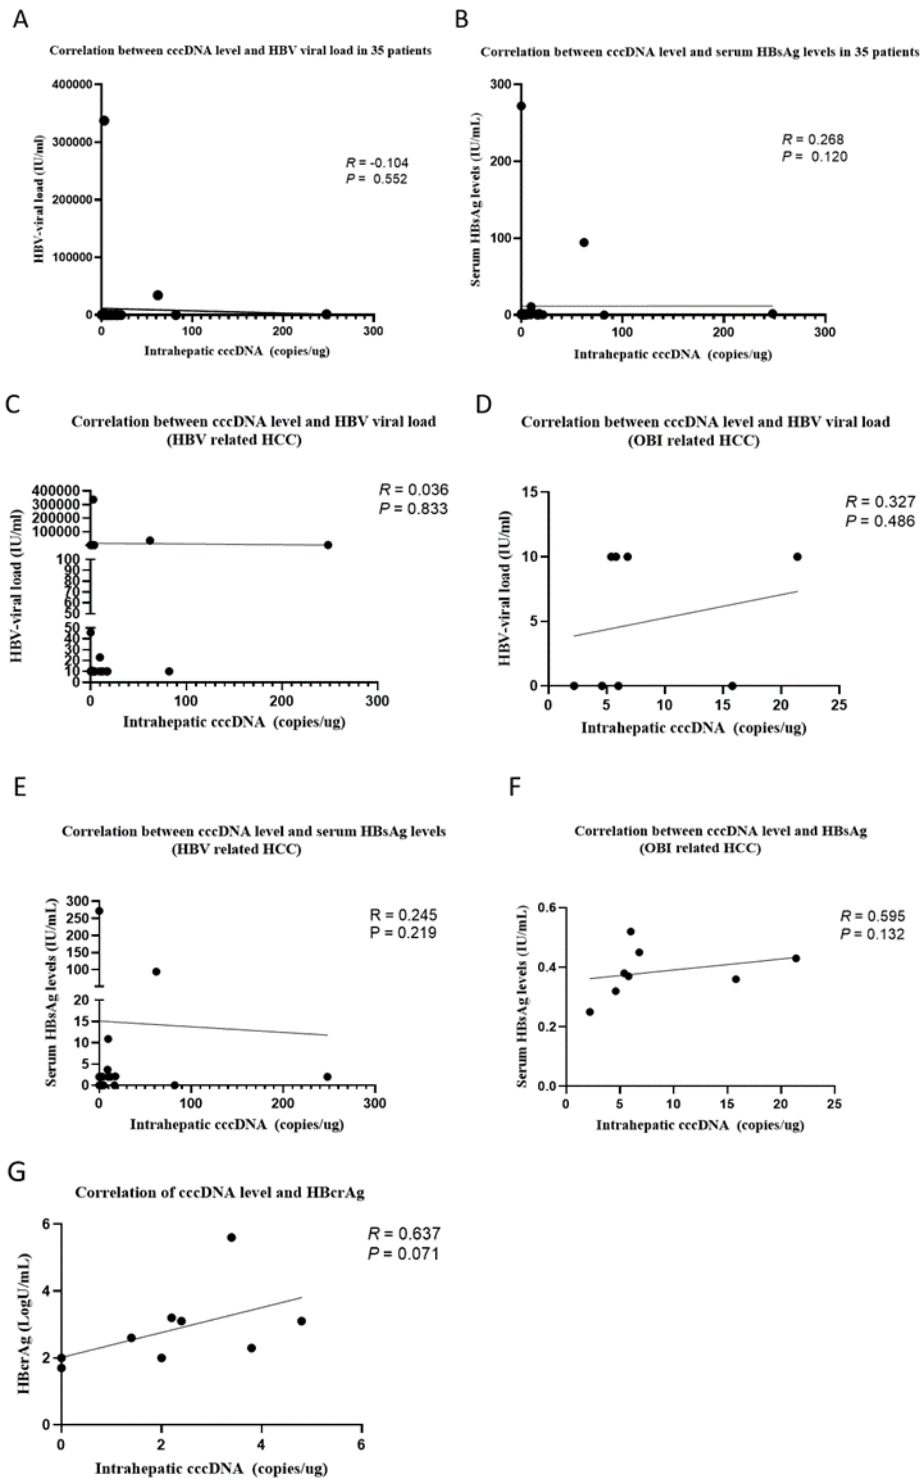 A
Correlation between cccDNA level and HBV viral load in 35 patients
HBV-viral load (IU/ml)
400000
300000
200000
100000
0
R = -0.104
P = 0.552
0
100
200
300
Intrahepatic cccDNA (copies/ug)
B
Correlation between cccDNA level and serum HBsAg levels in 35 patients
Serum HBsAg levels (IU/mL)
300
200
100
0
R = 0.268
P = 0.120
0
100
200
300
Intrahepatic cccDNA (copies/ug)
C
Correlation between cccDNA level and HBV viral load
(HBV related HCC)
HBV-viral load (IU/ml)
400000
300000
200000
100000
100
90
80
70
60
50
50
40
30
20
10
0
R = 0.036
P = 0.833
0
100
200
300
Intrahepatic cccDNA (copies/ug)
D
Correlation between cccDNA level and HBV viral load
(OBI related HCC)
HBV-viral load (IU/ml)
15
10
5
0
R = 0.327
P = 0.486
0
5
10
15
20
25
Intrahepatic cccDNA (copies/ug)
E
Correlation between cccDNA level and serum HBsAg levels
(HBV related HCC)
Serum HBsAg levels (IU/mL)
300
250
200
150
100
20
15
10
5
0
R = 0.245
P = 0.219
0
100
200
300
Intrahepatic cccDNA (copies/ug)
F
Correlation between cccDNA level and HBsAg
(OBI related HCC)
Serum HBsAg levels (IU/mL)
0.6
0.4
0.2
0.0
R = 0.595
P = 0.132
0
5
10
15
20
25
Intrahepatic cccDNA (copies/ug)
G
Correlation of cccDNA level and HBcrAg
HBcrAg (LogU/mL)
6
4
2
0
R = 0.637
P = 0.071
0
2
4
6
Intrahepatic cccDNA (copies/ug)